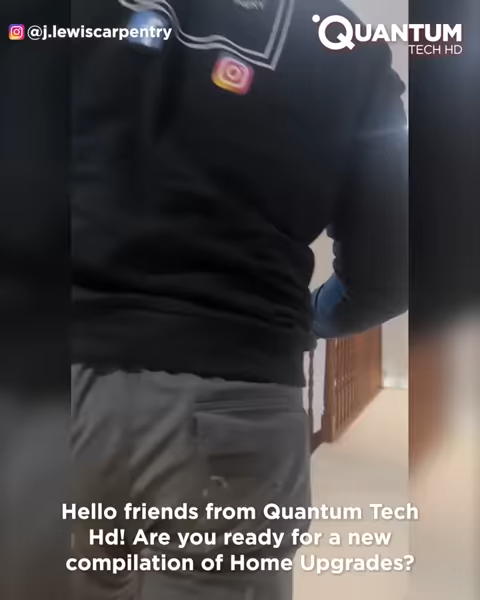 @j.lewiscarpentry
QUANTUM
TECH HD
Hello friends from Quantum Tech
Hd! Are you ready for a new
compilation of Home Upgrades?